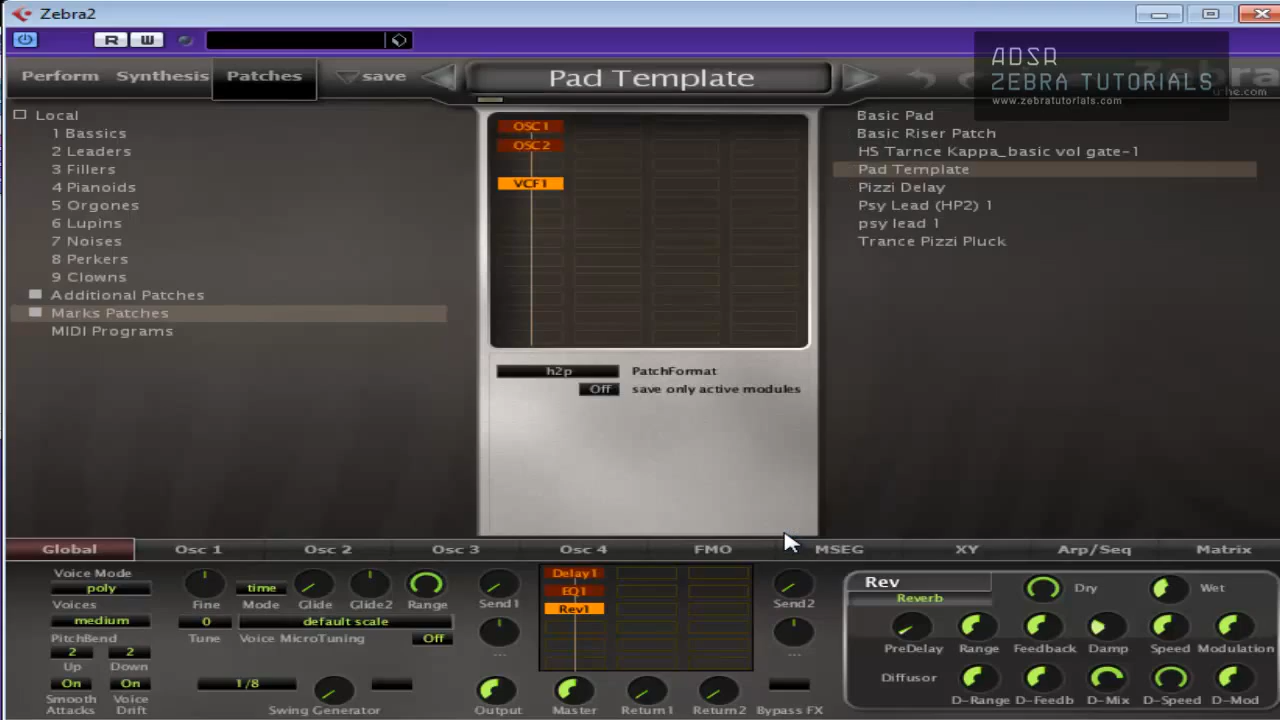 Zebra2
R W
ADSR
ZEBRA TUTORIALS
www.zebratutorials.com
u-he.com
Perform Synthesis Patches save Pad Template
Local
1 Bassics
2 Leaders
3 Fillers
4 Pianoids
5 Orgones
6 Lupins
7 Noises
8 Perkers
9 Clowns
Additional Patches
Marks Patches
MIDI Programs
OSC1
OSC2
VCF1
h2p PatchFormat
Off save only active modules
Basic Pad
Basic Riser Patch
HS Tarnce Kappa_basic vol gate-1
Pad Template
Pizzi Delay
Psy Lead (HP2) 1
psy lead 1
Trance Pizzi Pluck
Global Osc 1 Osc 2 Osc 3 Osc 4 FMO MSEG XY Arp/Seq Matrix
Voice Mode
poly
Voices
medium
PitchBend
2 2
Up Down
On On
Smooth Attacks
Voice Drift
time
Fine Mode Glide Glide2 Range
0 default scale
Tune Voice MicroTuning Off
1/8
Swing Generator
Send1
...
Output
Delay1
EQ1
Rev1
Master Return1 Return2
Send2
...
Bypass FX
Rev
Reverb
Dry Wet
PreDelay Range Feedback Damp Speed Modulation
Diffusor
D-Range D-Feedb D-Mix D-Speed D-Mod